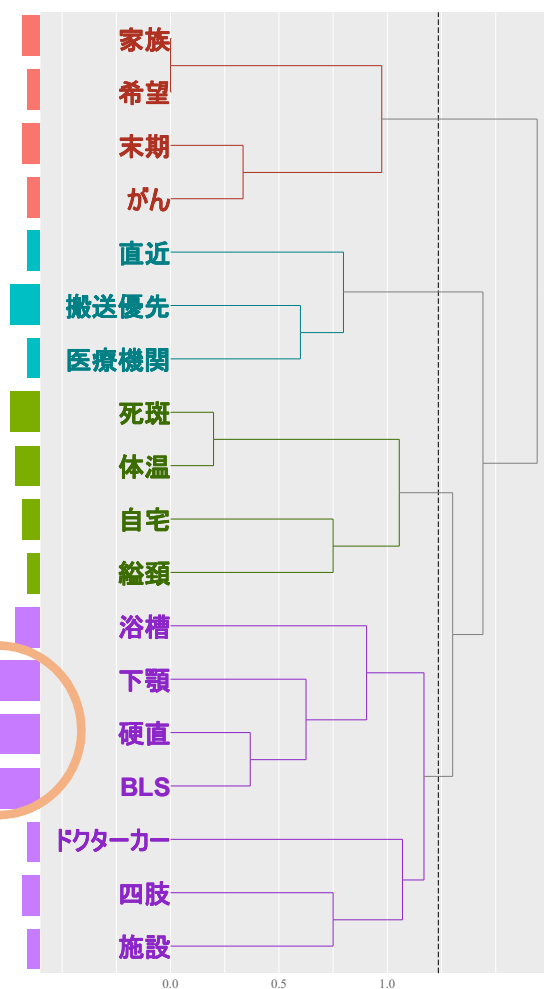 家族
希望
末期
がん
直近
搬送優先
医療機関
死斑
体温
自宅
縊頚
浴槽
下顎
硬直
BLS
ドクターカー
四肢
施設
0.0 0.5 1.0